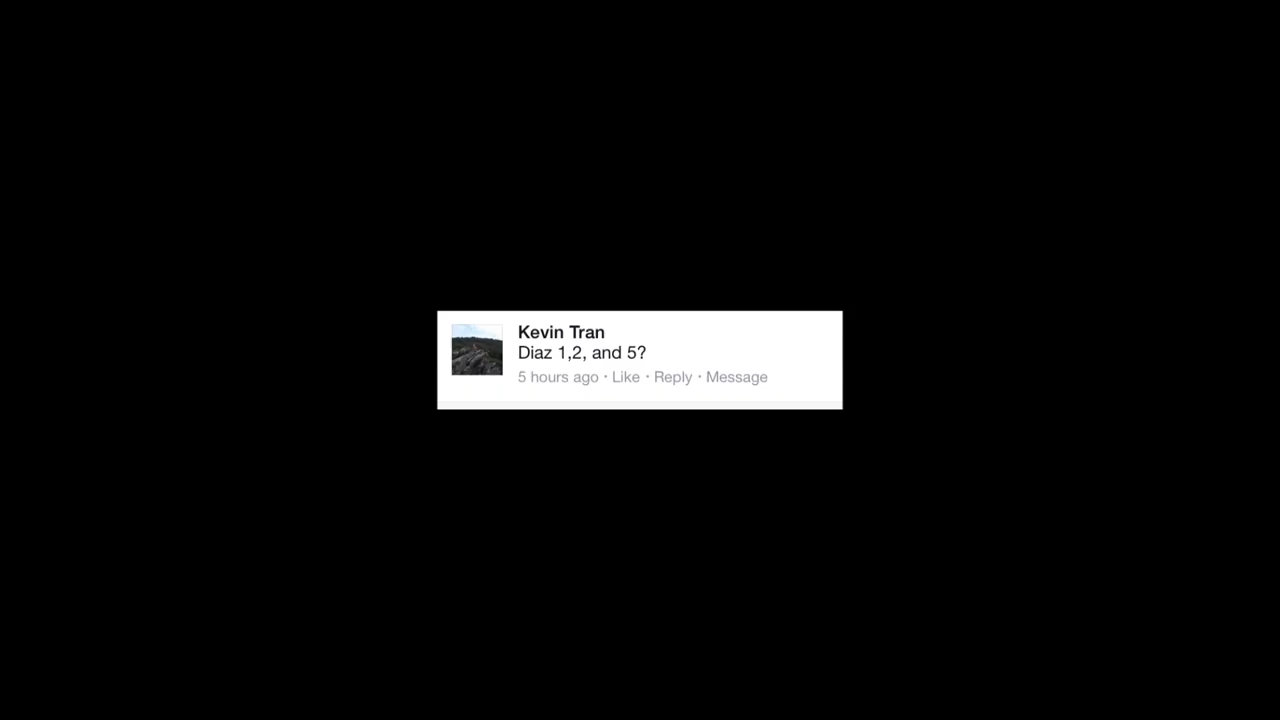 Kevin Tran
Diaz 1,2, and 5?
5 hours ago · Like · Reply · Message